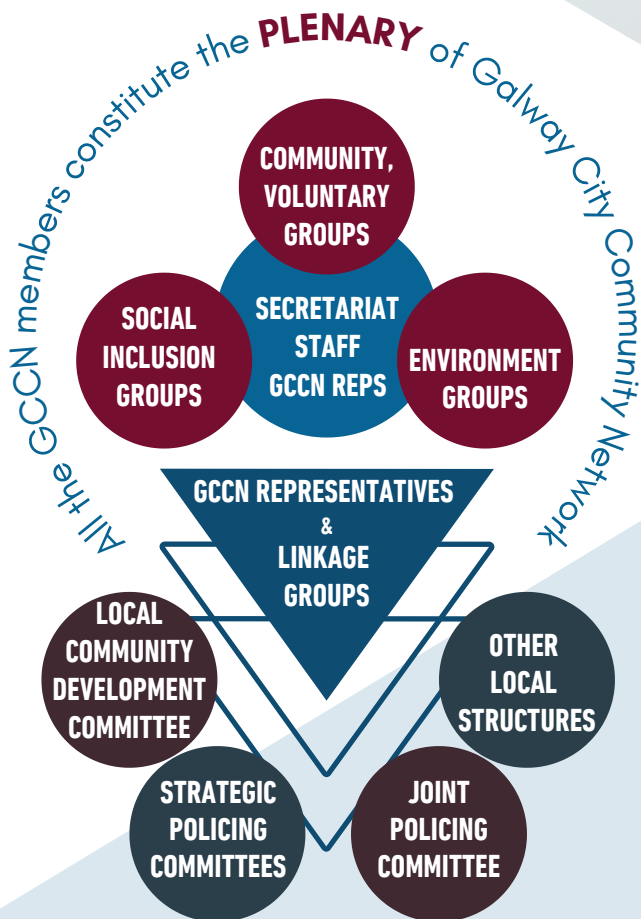 All the GCCN members constitute the PLENARY of Galway City Community Network
COMMUNITY,
VOLUNTARY
GROUPS
SOCIAL
INCLUSION
GROUPS
SECRETARIAT
STAFF
GCCN REPS
ENVIRONMENT
GROUPS
GCCN REPRESENTATIVES
&
LINKAGE
GROUPS
LOCAL
COMMUNITY
DEVELOPMENT
COMMITTEE
OTHER
LOCAL
STRUCTURES
STRATEGIC
POLICING
COMMITTEES
JOINT
POLICING
COMMITTEE